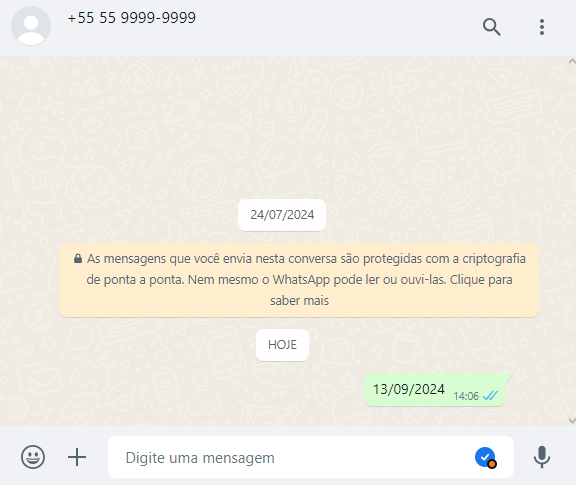 +55 55 9999-9999
24/07/2024
As mensagens que você envia nesta conversa são protegidas com a criptografia
de ponta a ponta. Nem mesmo o WhatsApp pode ler ou ouvi-las. Clique para
saber mais
HOJE
13/09/2024 14:06
Digite uma mensagem